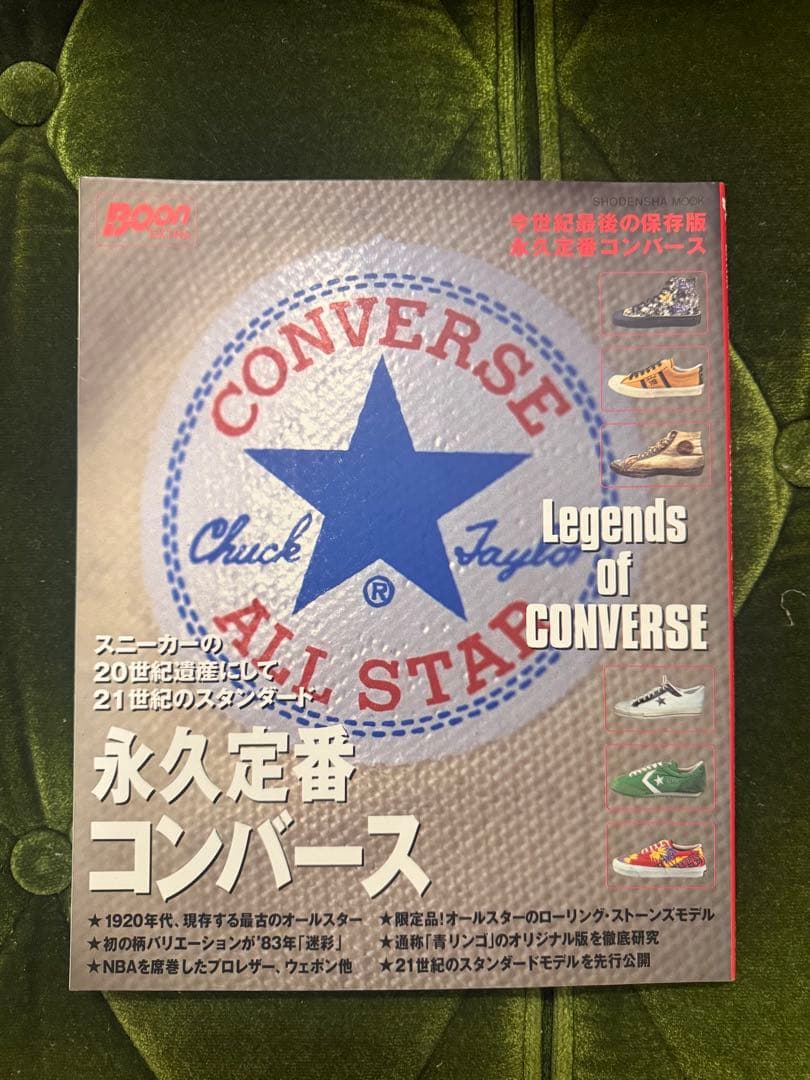 Boon
SHODENSHA MOOK
今世紀最後の保存版
永久定番コンバース
CONVERSE
Chuck Taylor
®
ALL STAR
Legends
of
CONVERSE
スニーカーの
20世紀遺産にして
21世紀のスタンダード
永久定番
コンバース
★1920年代、現存する最古のオールスター
★初の柄バリエーションが'83年「迷彩」
★NBAを席巻したプロレザー、ウェポン他
★限定品!オールスターのローリング・ストーンズモデル
★通称「青リンゴ」のオリジナル版を徹底研究
★21世紀のスタンダードモデルを先行公開